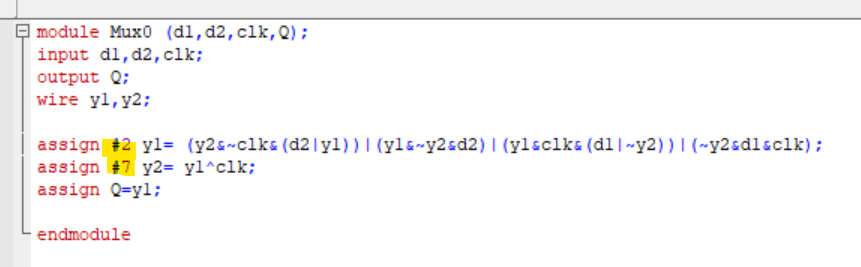 module Mux0 (d1,d2,clk,Q);
input d1,d2,clk;
output Q;
wire y1,y2;
assign #2 y1= (y2&~clk&(d2|y1))|(y1&~y2&d2)|(y1&clk&(d1|~y2))|(~y2&d1&clk);
assign #7 y2= y1^clk;
assign Q=y1;
endmodule